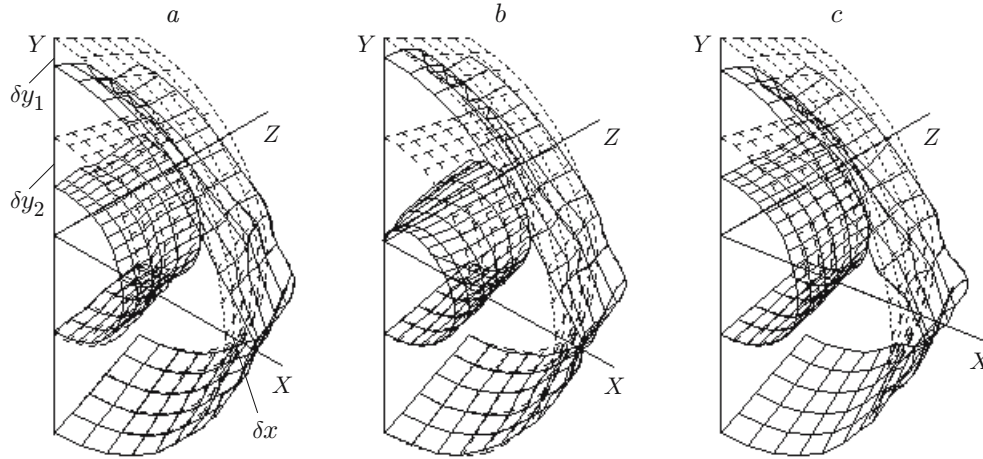 a b c
Y Y Y
δy₁
Z Z Z
δy₂
X X X
δx